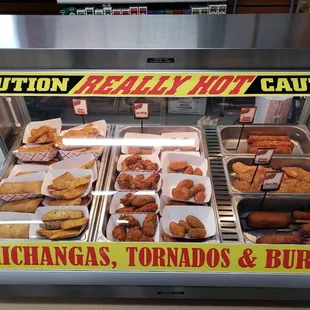 UTION REALLY HOT CAU
ICHANGAS, TORNADOS & BUR